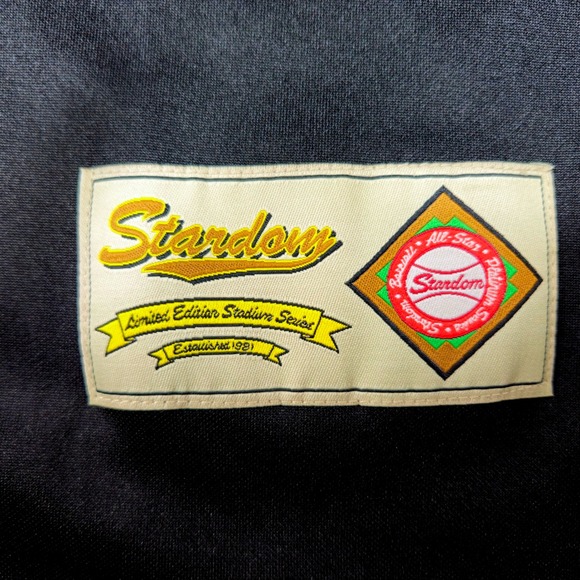 Stardom
Limited Edition Stadium Series
Established 1991
Baseball • All-Star • Platinum Series • Stardom •
Stardom